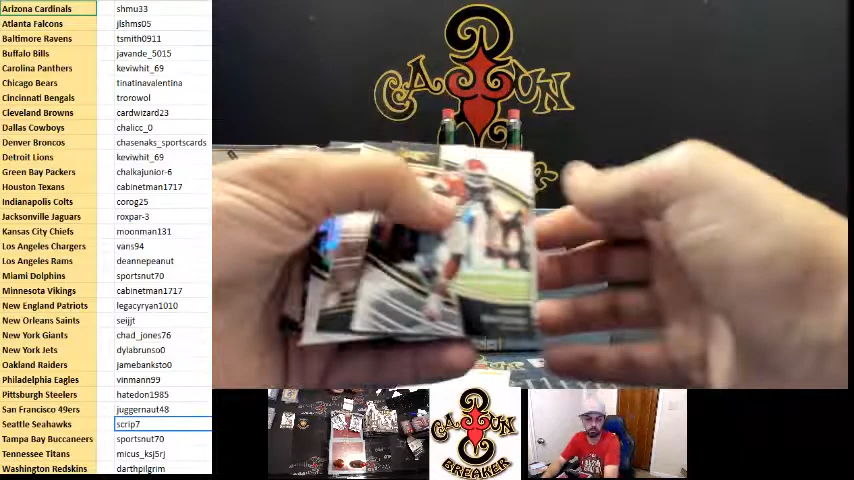 Arizona Cardinals shmu33
Atlanta Falcons jlshms05
Baltimore Ravens tsmith0911
Buffalo Bills javande_5015
Carolina Panthers keviwhit_69
Chicago Bears tinatinavalentina
Cincinnati Bengals trorowol
Cleveland Browns cardwizard23
Dallas Cowboys chalicc_0
Denver Broncos chasenaks_sportscards
Detroit Lions keviwhit_69
Green Bay Packers chalkajunior-6
Houston Texans cabinetman1717
Indianapolis Colts corog25
Jacksonville Jaguars roxpar-3
Kansas City Chiefs moonman131
Los Angeles Chargers vans94
Los Angeles Rams deannepeanut
Miami Dolphins sportsnut70
Minnesota Vikings cabinetman1717
New England Patriots legacyryan1010
New Orleans Saints seijjt
New York Giants chad_jones76
New York Jets dylabruns0
Oakland Raiders jamebanksto0
Philadelphia Eagles vinmann99
Pittsburgh Steelers hatedon1985
San Francisco 49ers juggernaut48
Seattle Seahawks scrip7
Tampa Bay Buccaneers sportsnut70
Tennessee Titans micus_ksj5rj
Washington Redskins darthpilgrim
CAJUN
CAJUN
BREAKER